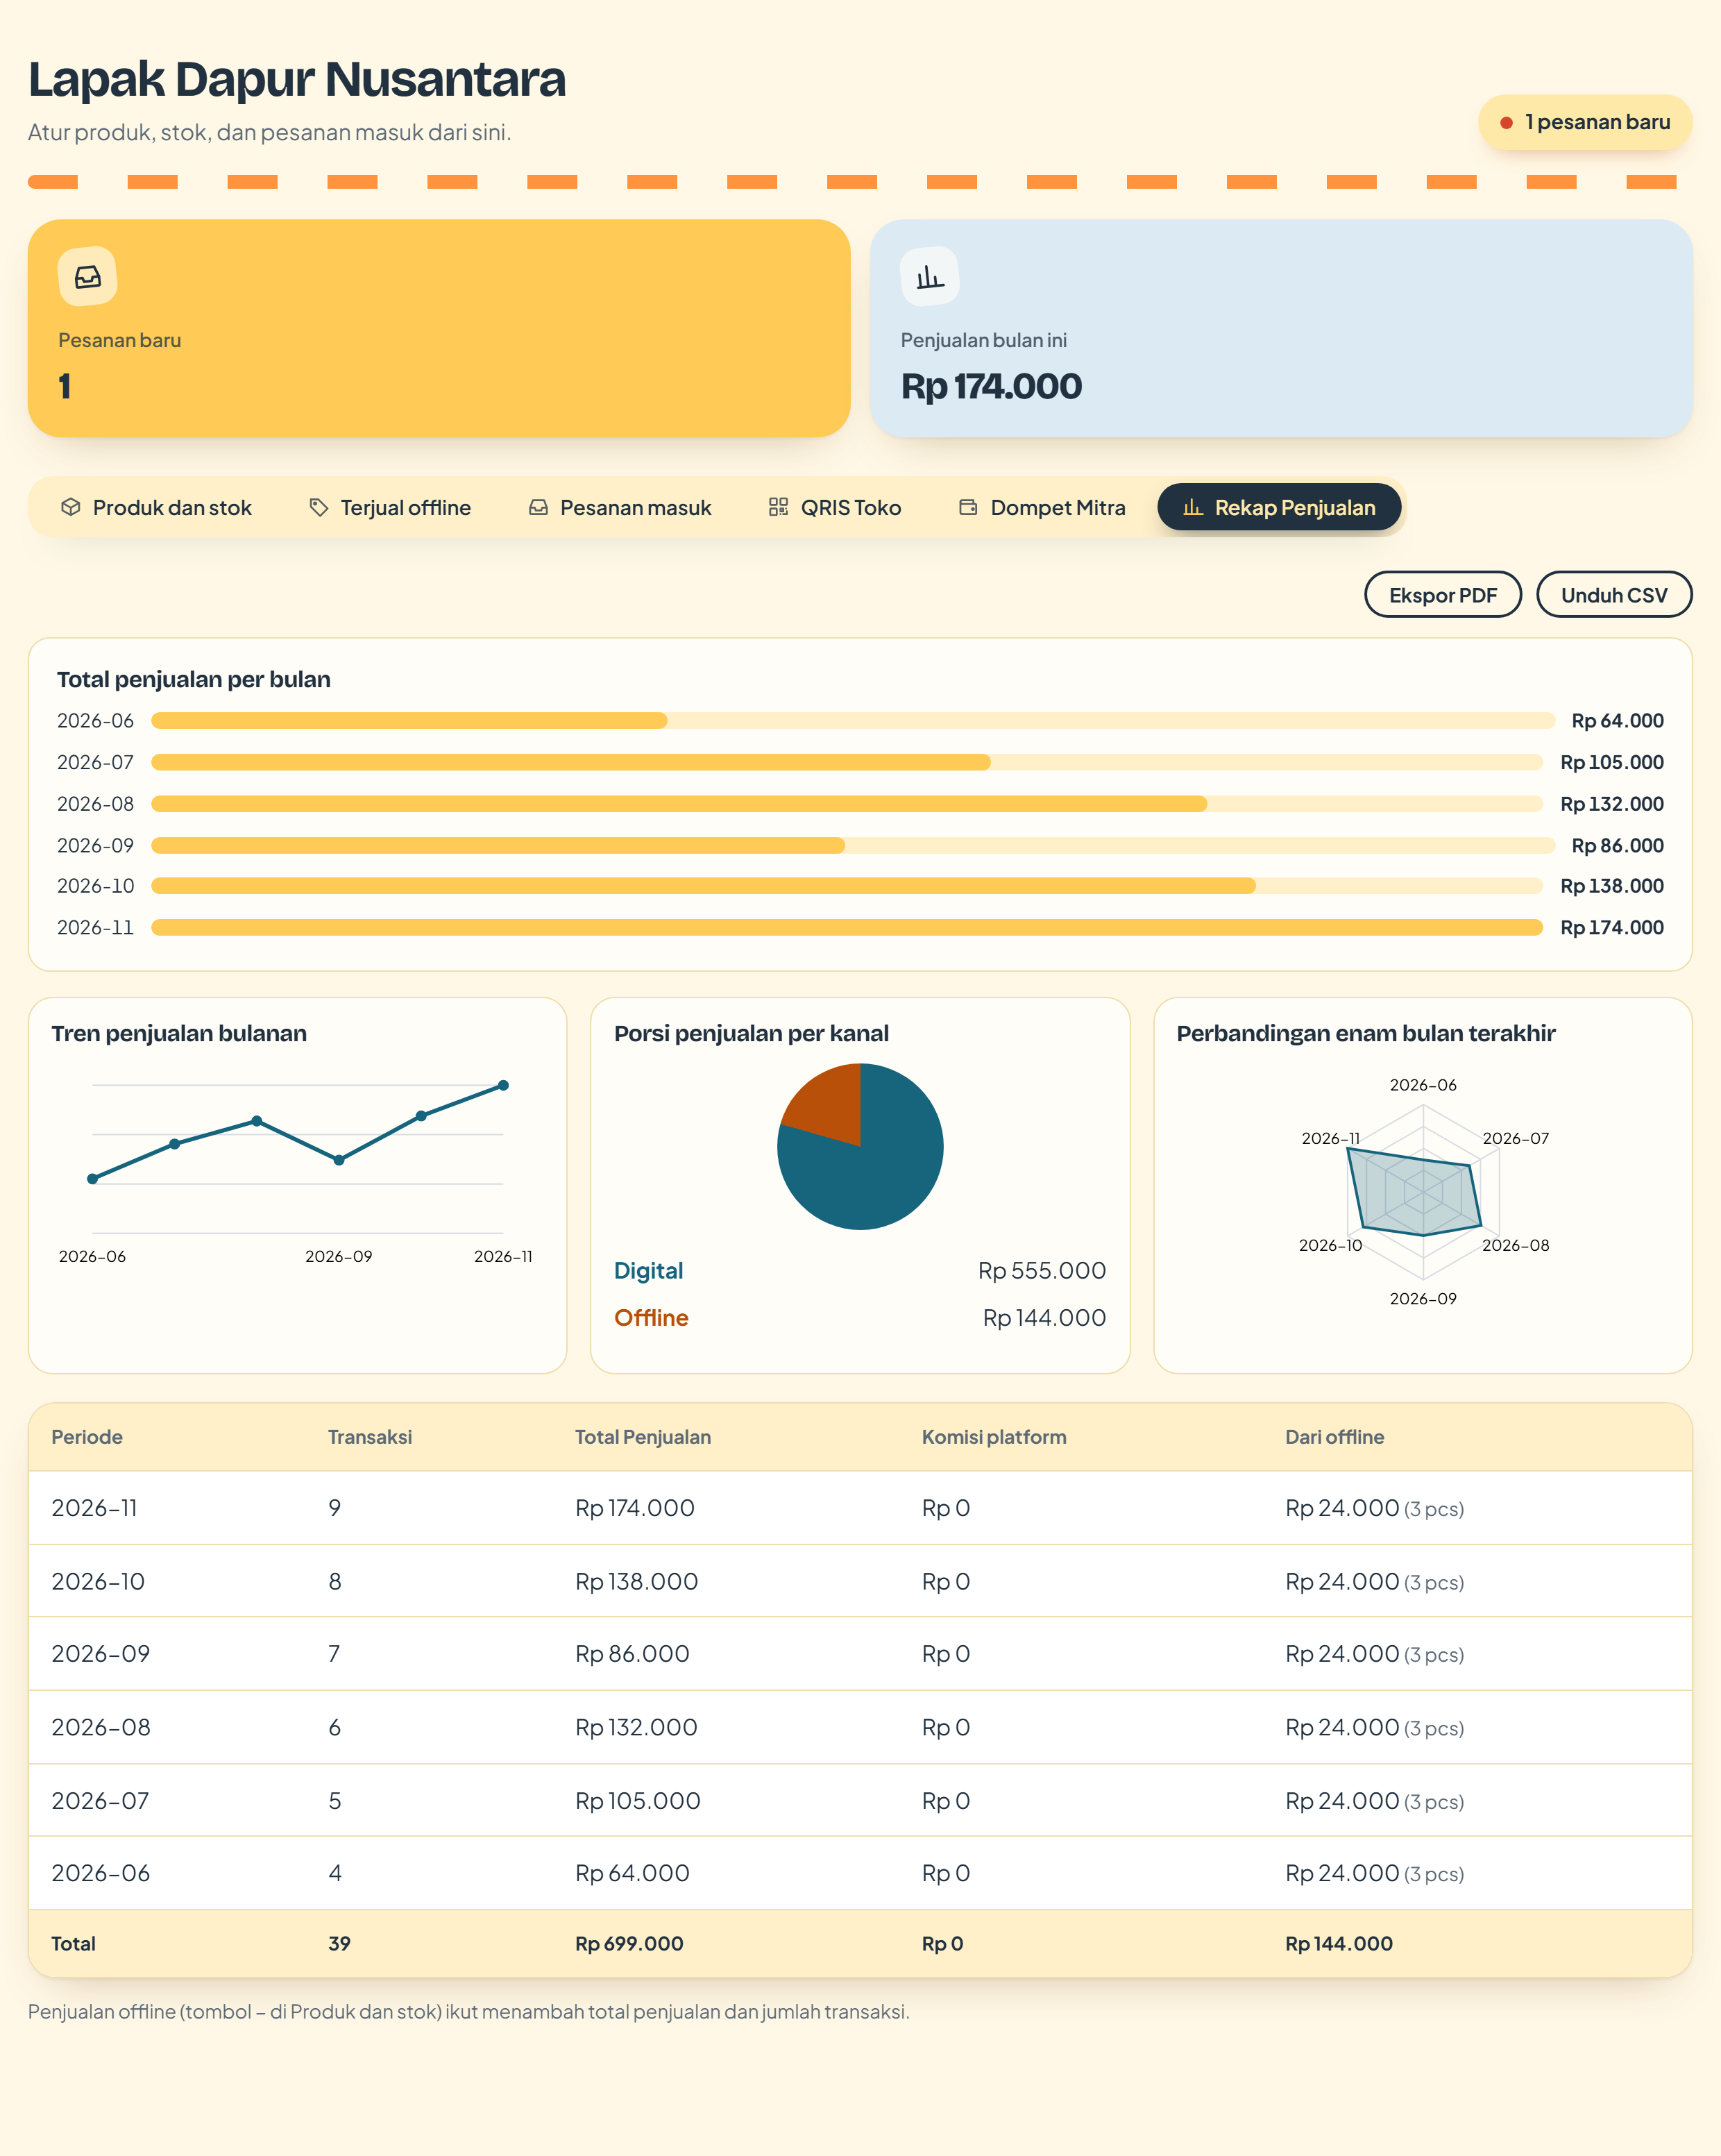 Lapak Dapur Nusantara
Atur produk, stok, dan pesanan masuk dari sini.
1 pesanan baru
Pesanan baru
1
Penjualan bulan ini
Rp 174.000
Produk dan stok
Terjual offline
Pesanan masuk
QRIS Toko
Dompet Mitra
Rekap Penjualan
Ekspor PDF
Unduh CSV
Total penjualan per bulan
2026-06 Rp 64.000
2026-07 Rp 105.000
2026-08 Rp 132.000
2026-09 Rp 86.000
2026-10 Rp 138.000
2026-11 Rp 174.000
Tren penjualan bulanan
2026-06 2026-09 2026-11
Porsi penjualan per kanal
Digital Rp 555.000
Offline Rp 144.000
Perbandingan enam bulan terakhir
2026-06
2026-11 2026-07
2026-10 2026-08
2026-09
Periode Transaksi Total Penjualan Komisi platform Dari offline
2026-11 9 Rp 174.000 Rp 0 Rp 24.000 (3 pcs)
2026-10 8 Rp 138.000 Rp 0 Rp 24.000 (3 pcs)
2026-09 7 Rp 86.000 Rp 0 Rp 24.000 (3 pcs)
2026-08 6 Rp 132.000 Rp 0 Rp 24.000 (3 pcs)
2026-07 5 Rp 105.000 Rp 0 Rp 24.000 (3 pcs)
2026-06 4 Rp 64.000 Rp 0 Rp 24.000 (3 pcs)
Total 39 Rp 699.000 Rp 0 Rp 144.000
Penjualan offline (tombol – di Produk dan stok) ikut menambah total penjualan dan jumlah transaksi.